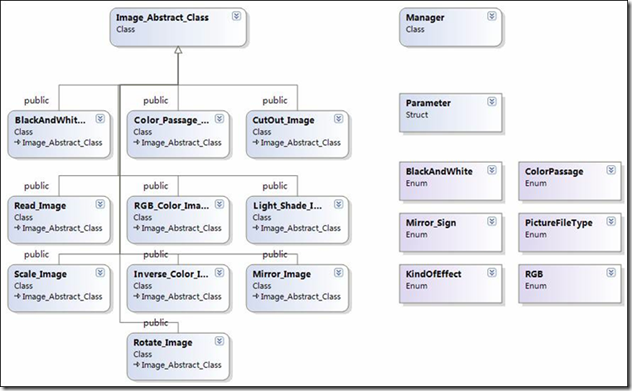 Image_Abstract_Class
Class
Manager
Class
Parameter
Struct
public
public
public
BlackAndWhit...
Class
Image_Abstract_Class
Color_Passage_...
Class
Image_Abstract_Class
CutOut_Image
Class
Image_Abstract_Class
BlackAndWhite
Enum
ColorPassage
Enum
public
public
public
Read_Image
Class
Image_Abstract_Class
RGB_Color_Ima...
Class
Image_Abstract_Class
Light_Shade_I...
Class
Image_Abstract_Class
Mirror_Sign
Enum
PictureFileType
Enum
public
public
public
Scale_Image
Class
Image_Abstract_Class
Inverse_Color_I...
Class
Image_Abstract_Class
Mirror_Image
Class
Image_Abstract_Class
KindOfEffect
Enum
RGB
Enum
public
Rotate_Image
Class
Image_Abstract_Class